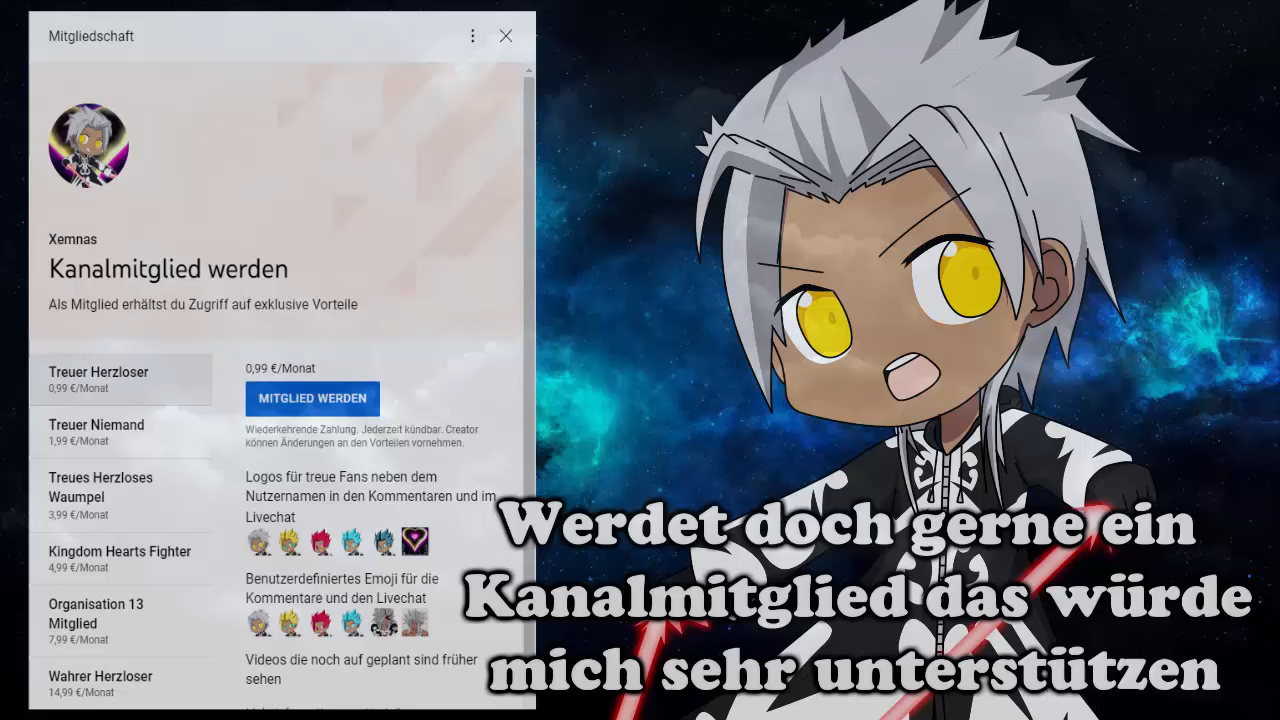 Mitgliedschaft
Xemnas
Kanalmitglied werden
Als Mitglied erhältst du Zugriff auf exklusive Vorteile
Treuer Herzloser
0,99 €/Monat
Treuer Niemand
1,99 €/Monat
Treues Herzloses
Waumpel
3,99 €/Monat
Kingdom Hearts Fighter
4,99 €/Monat
Organisation 13
Mitglied
7,99 €/Monat
Wahrer Herzloser
14,99 €/Monat
0,99 €/Monat
MITGLIED WERDEN
Wiederkehrende Zahlung. Jederzeit kündbar. Creator
können Änderungen an den Vorteilen vornehmen.
Logos für treue Fans neben dem
Nutzernamen in den Kommentaren und im
Livechat
Benutzerdefiniertes Emoji für die
Kommentare und den Livechat
Videos die noch auf geplant sind früher
sehen
Werdet doch gerne ein
Kanalmitglied das würde
mich sehr unterstützen